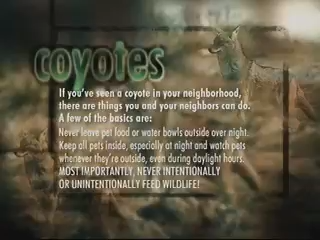 coyotes
If you've seen a coyote in your neighborhood,
there are things you and your neighbors can do.
A few of the basics are:
Never leave pet food or water bowls outside over night.
Keep all pets inside, especially at night and watch pets
whenever they're outside, even during daylight hours.
MOST IMPORTANTLY, NEVER INTENTIONALLY
OR UNINTENTIONALLY FEED WILDLIFE!